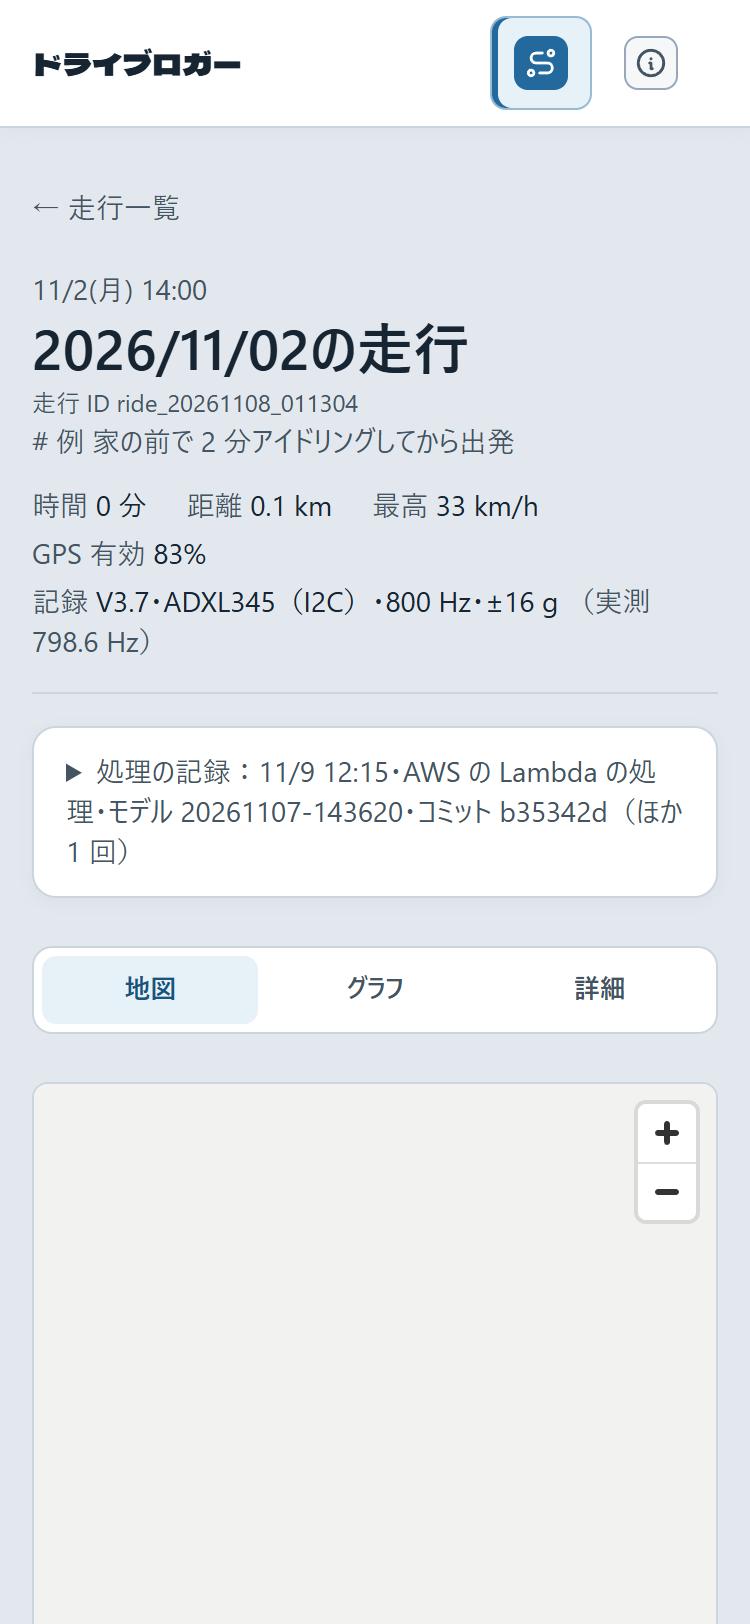 ドライブロガー
← 走行一覧
11/2(月) 14:00
2026/11/02の走行
走行 ID ride_20261108_011304
# 例 家の前で 2 分アイドリングしてから出発
時間 0 分 距離 0.1 km 最高 33 km/h
GPS 有効 83%
記録 V3.7･ADXL345（I2C）･800 Hz･±16 g （実測
798.6 Hz）
▶ 処理の記録：11/9 12:15･AWS の Lambda の処
理･モデル 20261107-143620･コミット b35342d（ほか
1 回）
地図 グラフ 詳細
+
−